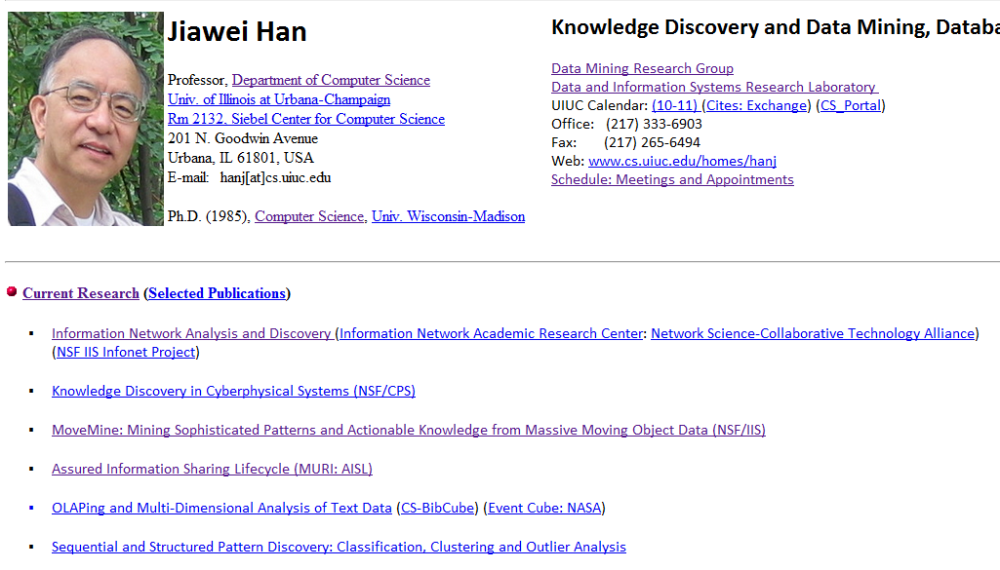 Jiawei Han
Professor, Department of Computer Science
Univ. of Illinois at Urbana-Champaign
Rm 2132, Siebel Center for Computer Science
201 N. Goodwin Avenue
Urbana, IL 61801, USA
E-mail: hanj[at]cs.uiuc.edu
Ph.D. (1985), Computer Science, Univ. Wisconsin-Madison
Knowledge Discovery and Data Mining,
Data Mining Research Group
Data and Information Systems Research Laboratory
UIUC Calendar: (10-11) (Cites: Exchange) (CS_Portal)
Office: (217) 333-6903
Fax: (217) 265-6494
Web: www.cs.uiuc.edu/homes/hanj
Schedule: Meetings and Appointments
Current Research (Selected Publications)
▪ Information Network Analysis and Discovery (Information Network Academic Research Center: Network Science-Collaborative Technology Alliance)
(NSF IIS Infonet Project)
▪ Knowledge Discovery in Cyberphysical Systems (NSF/CPS)
▪ MoveMine: Mining Sophisticated Patterns and Actionable Knowledge from Massive Moving Object Data (NSF/IIS)
▪ Assured Information Sharing Lifecycle (MURI: AISL)
▪ OLAPing and Multi-Dimensional Analysis of Text Data (CS-BibCube) (Event Cube: NASA)
▪ Sequential and Structured Pattern Discovery: Classification, Clustering and Outlier Analysis